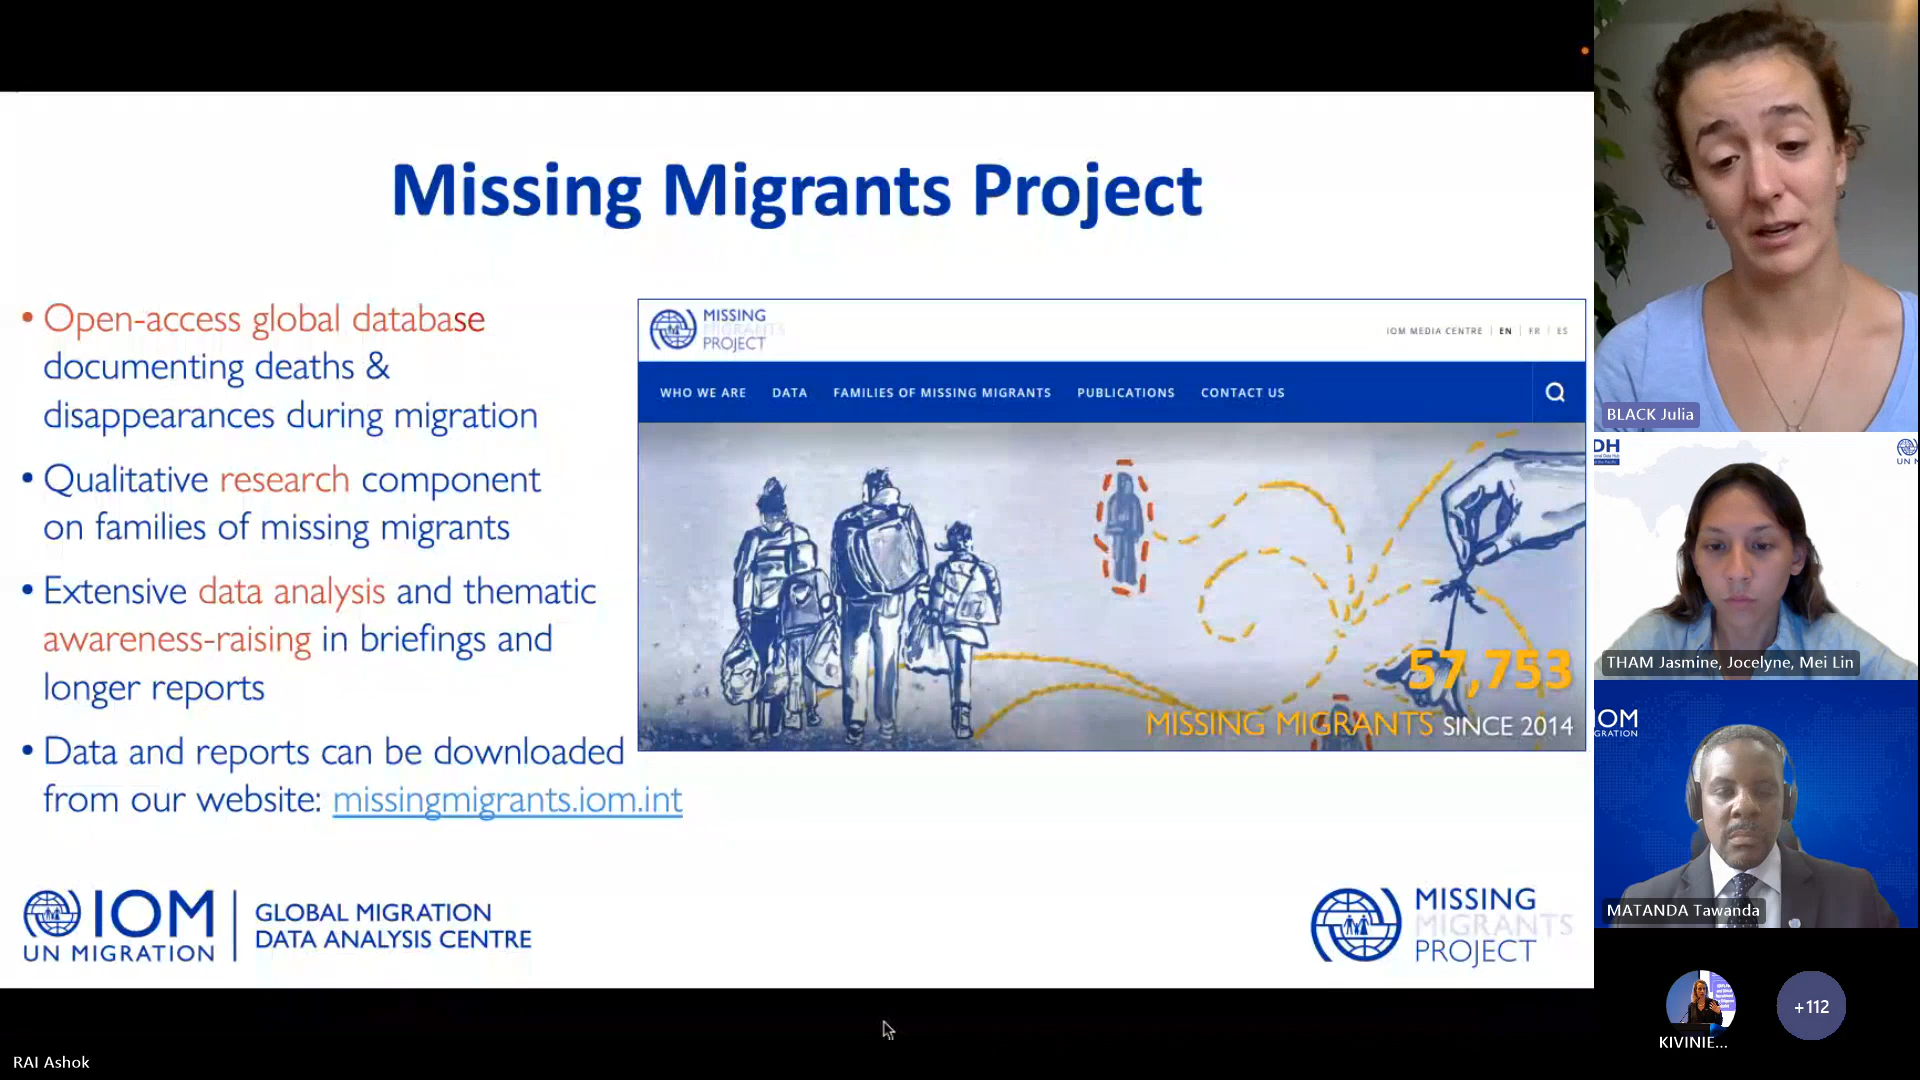 Missing Migrants Project
• Open-access global database
documenting deaths &
disappearances during migration
• Qualitative research component
on families of missing migrants
• Extensive data analysis and thematic
awareness-raising in briefings and
longer reports
• Data and reports can be downloaded
from our website: missingmigrants.iom.int
MISSING
MIGRANTS
PROJECT
IOM MEDIA CENTRE | EN | FR | ES
WHO WE ARE DATA FAMILIES OF MISSING MIGRANTS PUBLICATIONS CONTACT US
57,753
MISSING MIGRANTS SINCE 2014
IOM
UN MIGRATION
GLOBAL MIGRATION
DATA ANALYSIS CENTRE
MISSING
MIGRANTS
PROJECT
RAI Ashok
BLACK Julia
DH
UN M
THAM Jasmine, Jocelyne, Mei Lin
IOM
GRATION
MATANDA Tawanda
KIVINIE...
+112